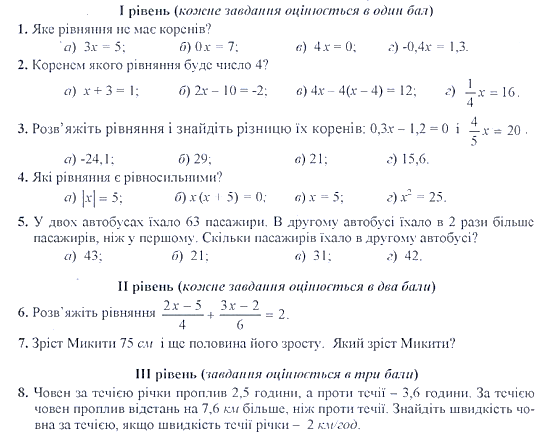 I рівень (кожне завдання оцінюється в один бал)
1. Яке рівняння не має коренів?
а) 3x = 5; б) 0x = 7; в) 4x = 0; г) -0,4x = 1,3.
2. Коренем якого рівняння буде число 4?
а) x + 3 = 1; б) 2x – 10 = -2; в) 4x – 4(x – 4) = 12; г) 1/4 x = 16.
3. Розв’яжіть рівняння і знайдіть різницю їх коренів: 0,3x – 1,2 = 0 і 4/5 x = 20.
а) -24,1; б) 29; в) 21; г) 15,6.
4. Які рівняння є рівносильними?
а) |x| = 5; б) x (x + 5) = 0; в) x = 5; г) x² = 25.
5. У двох автобусах їхало 63 пасажири. В другому автобусі їхало в 2 рази більше
пасажирів, ніж у першому. Скільки пасажирів їхало в другому автобусі?
а) 43; б) 21; в) 31; г) 42.
II рівень (кожне завдання оцінюється в два бали)
6. Розв’яжіть рівняння (2x – 5)/4 + (3x – 2)/6 = 2.
7. Зріст Микити 75 см і ще половина його зросту. Який зріст Микити?
III рівень (завдання оцінюється в три бали)
8. Човен за течією річки проплив 2,5 години, а проти течії – 3,6 години. За течією
човен проплив відстань на 7,6 км більше, ніж проти течії. Знайдіть швидкість чо-
вна за течією, якщо швидкість течії річки – 2 км/год.